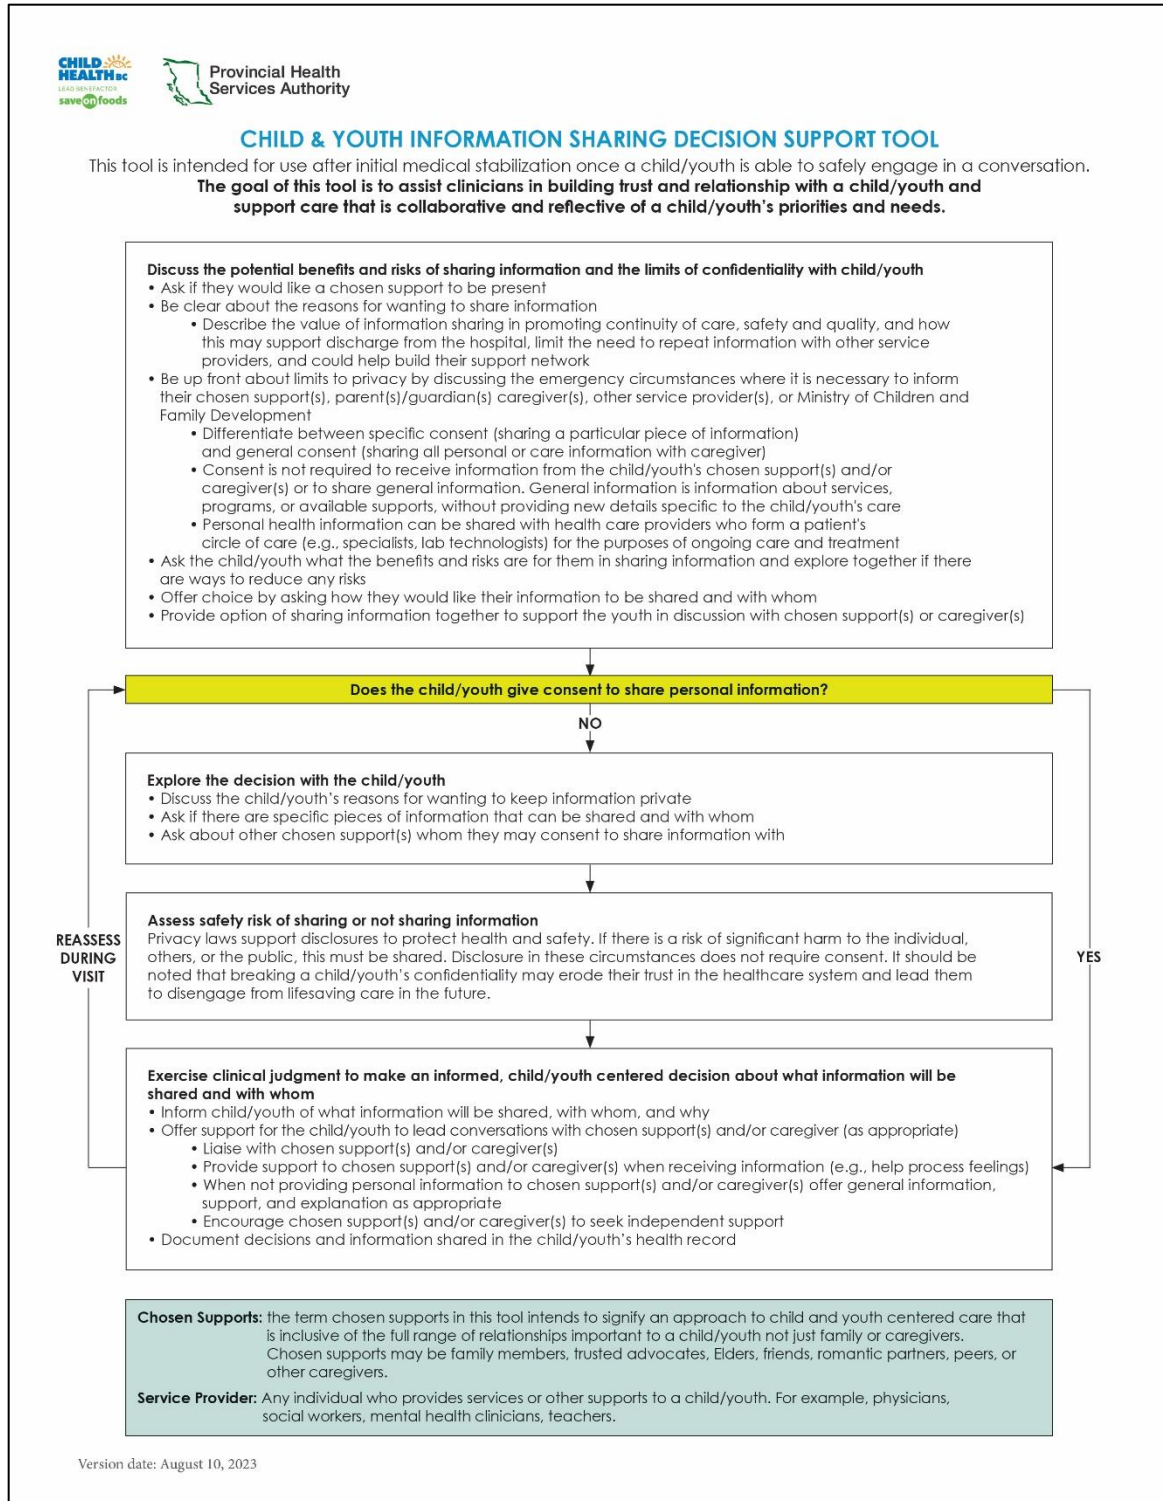 CHILD
HEALTH BC
LEAD BENEFACTOR
save on foods
Provincial Health
Services Authority
CHILD & YOUTH INFORMATION SHARING DECISION SUPPORT TOOL
This tool is intended for use after initial medical stabilization once a child/youth is able to safely engage in a conversation.
The goal of this tool is to assist clinicians in building trust and relationship with a child/youth and
support care that is collaborative and reflective of a child/youth's priorities and needs.
Discuss the potential benefits and risks of sharing information and the limits of confidentiality with child/youth
• Ask if they would like a chosen support to be present
• Be clear about the reasons for wanting to share information
• Describe the value of information sharing in promoting continuity of care, safety and quality, and how
this may support discharge from the hospital, limit the need to repeat information with other service
providers, and could help build their support network
• Be up front about limits to privacy by discussing the emergency circumstances where it is necessary to inform
their chosen support(s), parent(s)/guardian(s) caregiver(s), other service provider(s), or Ministry of Children and
Family Development
• Differentiate between specific consent (sharing a particular piece of information)
and general consent (sharing all personal or care information with caregiver)
• Consent is not required to receive information from the child/youth's chosen support(s) and/or
caregiver(s) or to share general information. General information is information about services,
programs, or available supports, without providing new details specific to the child/youth's care
• Personal health information can be shared with health care providers who form a patient's
circle of care (e.g., specialists, lab technologists) for the purposes of ongoing care and treatment
• Ask the child/youth what the benefits and risks are for them in sharing information and explore together if there
are ways to reduce any risks
• Offer choice by asking how they would like their information to be shared and with whom
• Provide option of sharing information together to support the youth in discussion with chosen support(s) or caregiver(s)
Does the child/youth give consent to share personal information?
NO
Explore the decision with the child/youth
• Discuss the child/youth's reasons for wanting to keep information private
• Ask if there are specific pieces of information that can be shared and with whom
• Ask about other chosen support(s) whom they may consent to share information with
Assess safety risk of sharing or not sharing information
Privacy laws support disclosures to protect health and safety. If there is a risk of significant harm to the individual,
others, or the public, this must be shared. Disclosure in these circumstances does not require consent. It should be
noted that breaking a child/youth's confidentiality may erode their trust in the healthcare system and lead them
to disengage from lifesaving care in the future.
REASSESS
DURING
VISIT
YES
Exercise clinical judgment to make an informed, child/youth centered decision about what information will be
shared and with whom
• Inform child/youth of what information will be shared, with whom, and why
• Offer support for the child/youth to lead conversations with chosen support(s) and/or caregiver (as appropriate)
• Liaise with chosen support(s) and/or caregiver(s)
• Provide support to chosen support(s) and/or caregiver(s) when receiving information (e.g., help process feelings)
• When not providing personal information to chosen support(s) and/or caregiver(s) offer general information,
support, and explanation as appropriate
• Encourage chosen support(s) and/or caregiver(s) to seek independent support
• Document decisions and information shared in the child/youth's health record
Chosen Supports: the term chosen supports in this tool intends to signify an approach to child and youth centered care that
is inclusive of the full range of relationships important to a child/youth not just family or caregivers.
Chosen supports may be family members, trusted advocates, Elders, friends, romantic partners, peers, or
other caregivers.
Service Provider: Any individual who provides services or other supports to a child/youth. For example, physicians,
social workers, mental health clinicians, teachers.
Version date: August 10, 2023